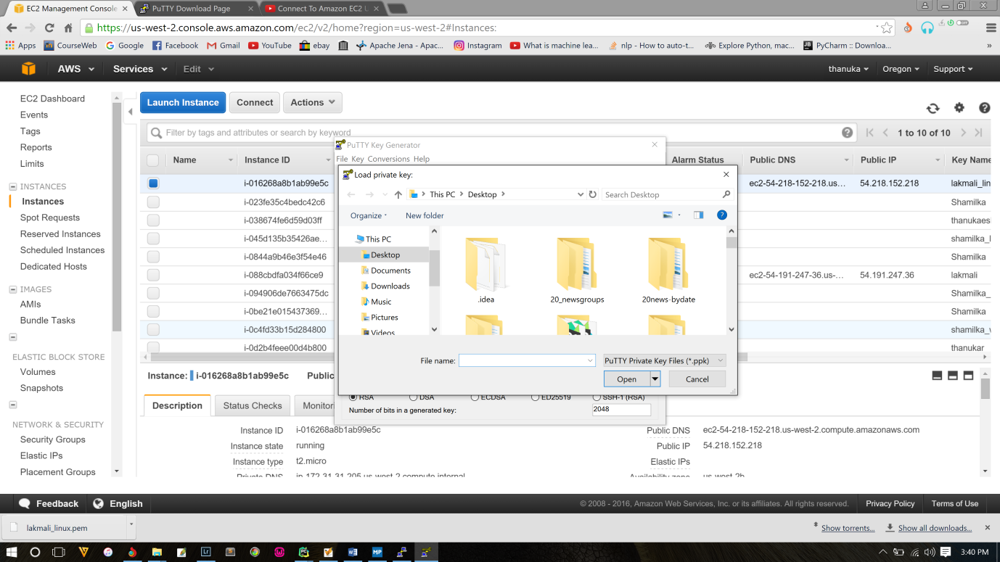 EC2 Management Console
PuTTY Download Page
Connect To Amazon EC2 L
https://us-west-2.console.aws.amazon.com/ec2/v2/home?region=us-west-2#Instances:
Apps CourseWeb Google Facebook Gmail YouTube ebay Apache Jena - Apac... Instagram What is machine lea... nlp - How to auto-t... Explore Python, mac... PyCharm :: Downloa... »
AWS Services Edit thanuka Oregon Support
EC2 Dashboard
Events
Tags
Reports
Limits
INSTANCES
Instances
Spot Requests
Reserved Instances
Scheduled Instances
Dedicated Hosts
IMAGES
AMIs
Bundle Tasks
ELASTIC BLOCK STORE
Volumes
Snapshots
NETWORK & SECURITY
Security Groups
Elastic IPs
Placement Groups
Launch Instance Connect Actions
Filter by tags and attributes or search by keyword
1 to 10 of 10
Name Instance ID Alarm Status Public DNS Public IP Key Name
i-016268a8b1ab99e5c ec2-54-218-152-218.us... 54.218.152.218 lakmali_lin
i-023fe35c4bedc42c6 Shamilka
i-038674fe6d59d03ff thanukaesl
i-045d135b35426ae... shamilka_l
i-0844a9b46e3f54e46 Shamilka
i-088cbdfa034f66ce9 ec2-54-191-247-36.us-... 54.191.247.36 lakmali
i-094906de7663475dc Shamilka_
i-0be21e015437369... Shamilka
i-0c4fd33b15d284800 shamilka_w
i-0d2b4feee00d4b800 thanukar
PuTTY Key Generator
File Key Conversions Help
Load private key:
This PC Desktop
Search Desktop
Organize New folder
This PC
Desktop
Documents
Downloads
Music
Pictures
Videos
.idea 20_newsgroups 20news-bydate
File name: PuTTY Private Key Files (*.ppk)
Open Cancel
RSA DSA ECDSA ED25519 SSH-1 (RSA)
Number of bits in a generated key: 2048
Instance: i-016268a8b1ab99e5c Public
Description Status Checks Monitor
Instance ID i-016268a8b1ab99e5c
Instance state running
Instance type t2.micro
Private DNS ip-172-31-31-205.us-west-2.compute.internal
Public DNS ec2-54-218-152-218.us-west-2.compute.amazonaws.com
Public IP 54.218.152.218
Elastic IPs
Availability zone us-west-2b
Feedback English
© 2008 - 2016, Amazon Web Services, Inc. or its affiliates. All rights reserved. Privacy Policy Terms of Use
lakmali_linux.pem Show torrents... Show all downloads...
3:40 PM